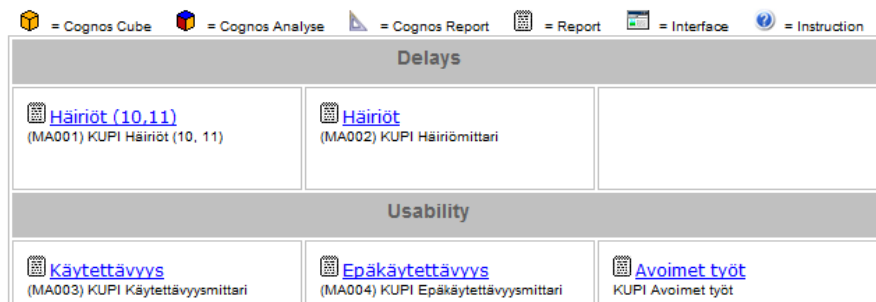 = Cognos Cube = Cognos Analyse = Cognos Report = Report = Interface = Instruction
Delays
Häiriöt (10,11) Häiriöt
(MA001) KUPI Häiriöt (10, 11) (MA002) KUPI Häiriömittari
Usability
Käytettävyys Epäkäytettävyys Avoimet työt
(MA003) KUPI Käytettävyysmittari (MA004) KUPI Epäkäytettävyysmittari KUPI Avoimet työt